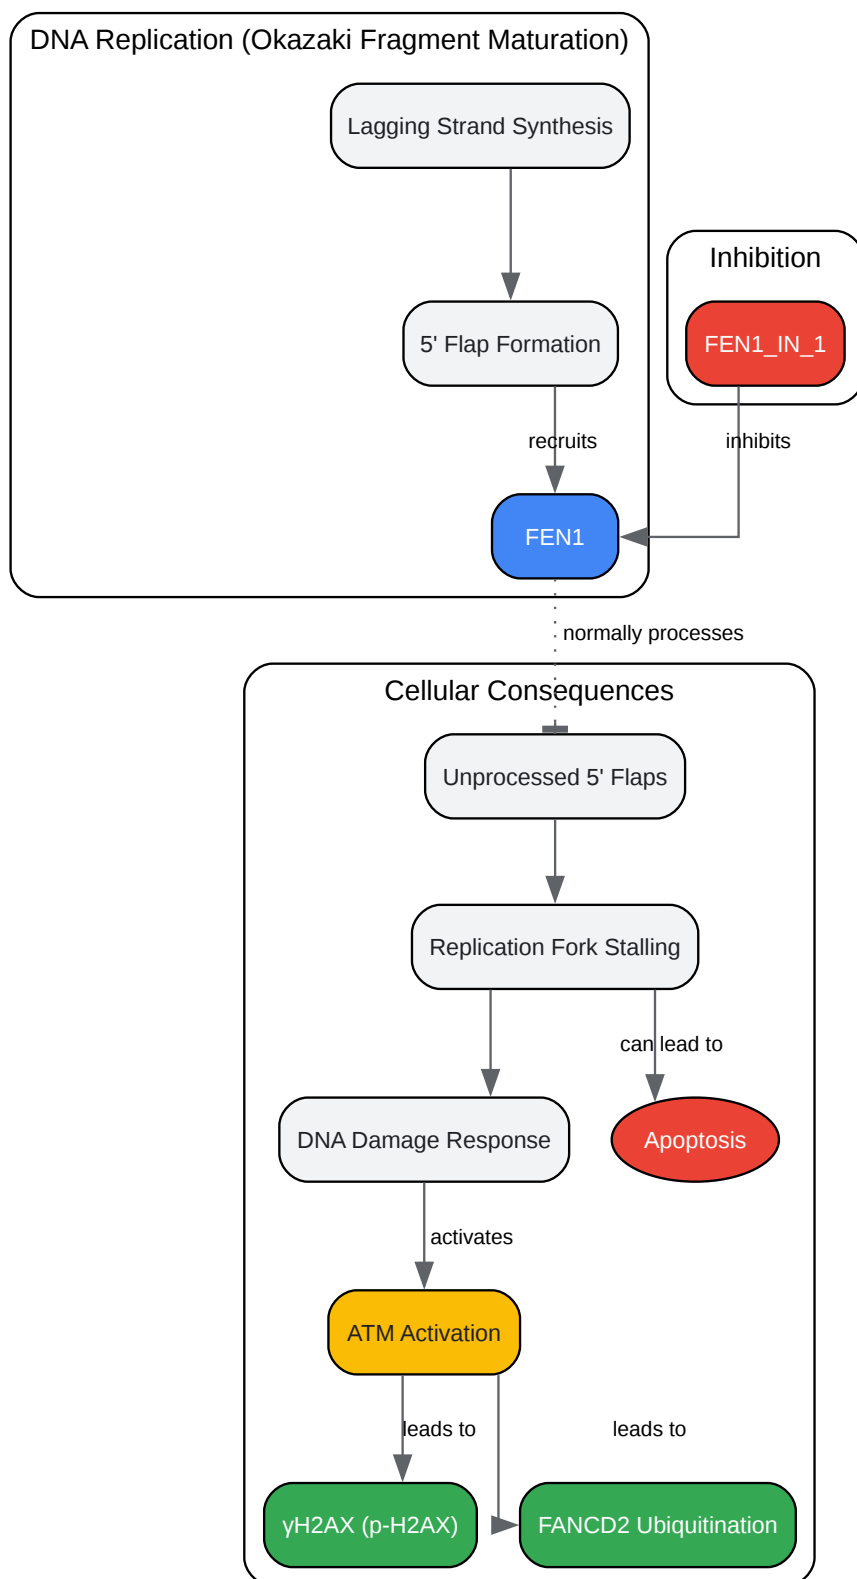 DNA Replication (Okazaki Fragment Maturation)
Lagging Strand Synthesis
Inhibition
5' Flap Formation
FEN1_IN_1
recruits
inhibits
FEN1
normally processes
Cellular Consequences
Unprocessed 5' Flaps
Replication Fork Stalling
can lead to
DNA Damage Response
Apoptosis
activates
ATM Activation
leads to
leads to
γH2AX (p-H2AX)
FANCD2 Ubiquitination